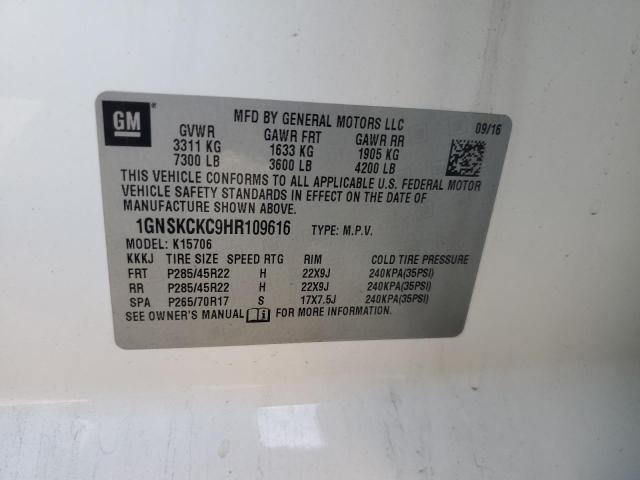 GM
MFD BY GENERAL MOTORS LLC 09/16
GVWR GAWR FRT GAWR RR
3311 KG 1633 KG 1905 KG
7300 LB 3600 LB 4200 LB
THIS VEHICLE CONFORMS TO ALL APPLICABLE U.S. FEDERAL MOTOR
VEHICLE SAFETY STANDARDS IN EFFECT ON THE DATE OF
MANUFACTURE SHOWN ABOVE.
1GNSKCKC9HR109616 TYPE: M.P.V.
MODEL: K15706
KKKJ TIRE SIZE SPEED RTG RIM COLD TIRE PRESSURE
FRT P285/45R22 H 22X9J 240KPA(35PSI)
RR P285/45R22 H 22X9J 240KPA(35PSI)
SPA P265/70R17 S 17X7.5J 240KPA(35PSI)
SEE OWNER'S MANUAL i FOR MORE INFORMATION.